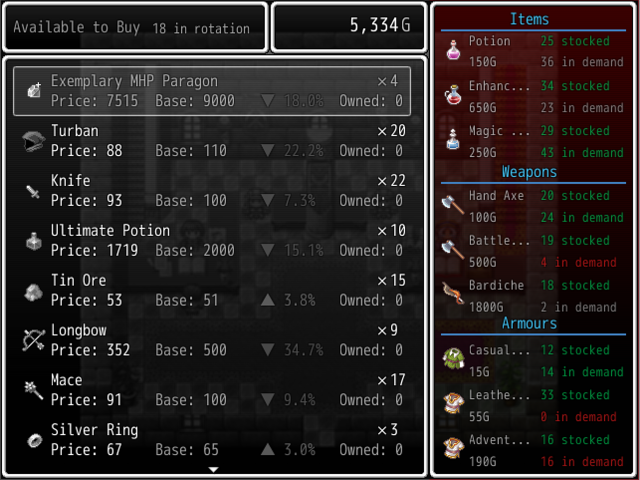 Available to Buy 18 in rotation
5,334G
Exemplary MHP Paragon ×4
Price: 7515 Base: 9000 ▼ 18.0% Owned: 0
Turban ×20
Price: 88 Base: 110 ▼ 22.2% Owned: 0
Knife ×22
Price: 93 Base: 100 ▼ 7.3% Owned: 0
Ultimate Potion ×10
Price: 1719 Base: 2000 ▼ 15.1% Owned: 0
Tin Ore ×15
Price: 53 Base: 51 ▲ 3.8% Owned: 0
Longbow ×9
Price: 352 Base: 500 ▼ 34.7% Owned: 0
Mace ×17
Price: 91 Base: 100 ▼ 9.4% Owned: 0
Silver Ring ×3
Price: 67 Base: 65 ▲ 3.0% Owned: 0
Items
Potion 25 stocked
150G 36 in demand
Enhanc... 34 stocked
650G 23 in demand
Magic ... 29 stocked
250G 43 in demand
Weapons
Hand Axe 20 stocked
100G 24 in demand
Battle... 19 stocked
500G 4 in demand
Bardiche 18 stocked
1800G 2 in demand
Armours
Casual... 12 stocked
15G 14 in demand
Leathe... 33 stocked
55G 0 in demand
Advent... 16 stocked
190G 16 in demand